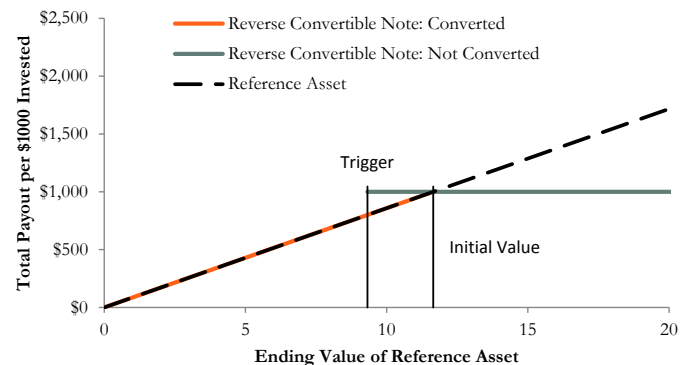 Total Payout per $1000 Invested
$2,500
$2,000
$1,500
$1,000
$500
$0
Reverse Convertible Note: Converted
Reverse Convertible Note: Not Converted
Reference Asset
Trigger
Initial Value
0 5 10 15 20
Ending Value of Reference Asset